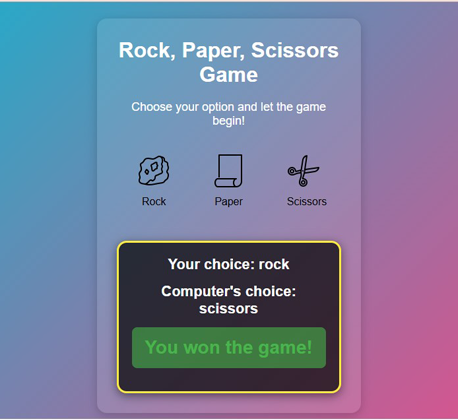 Rock, Paper, Scissors
Game
Choose your option and let the game
begin!
Rock Paper Scissors
Your choice: rock
Computer's choice:
scissors
You won the game!